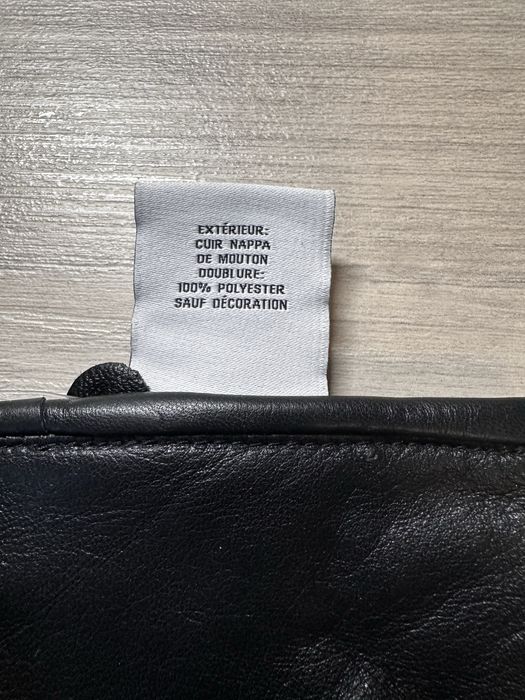 EXTÉRIEUR:
CUIR NAPPA
DE MOUTON
DOUBLURE:
100% POLYESTER
SAUF DÉCORATION